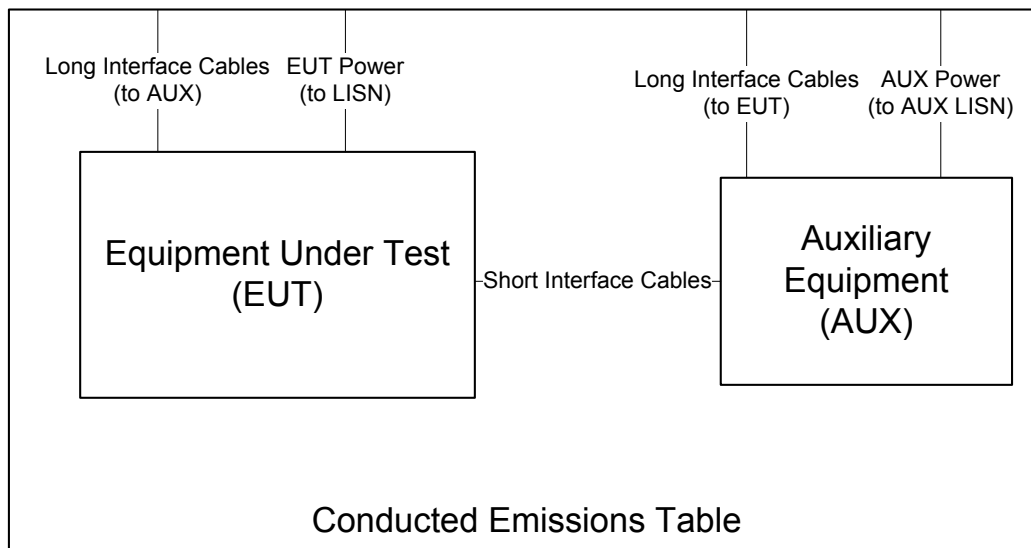 Long Interface Cables
(to AUX)
EUT Power
(to LISN)
Long Interface Cables
(to EUT)
AUX Power
(to AUX LISN)
Equipment Under Test
(EUT)
Short Interface Cables
Auxiliary
Equipment
(AUX)
Conducted Emissions Table